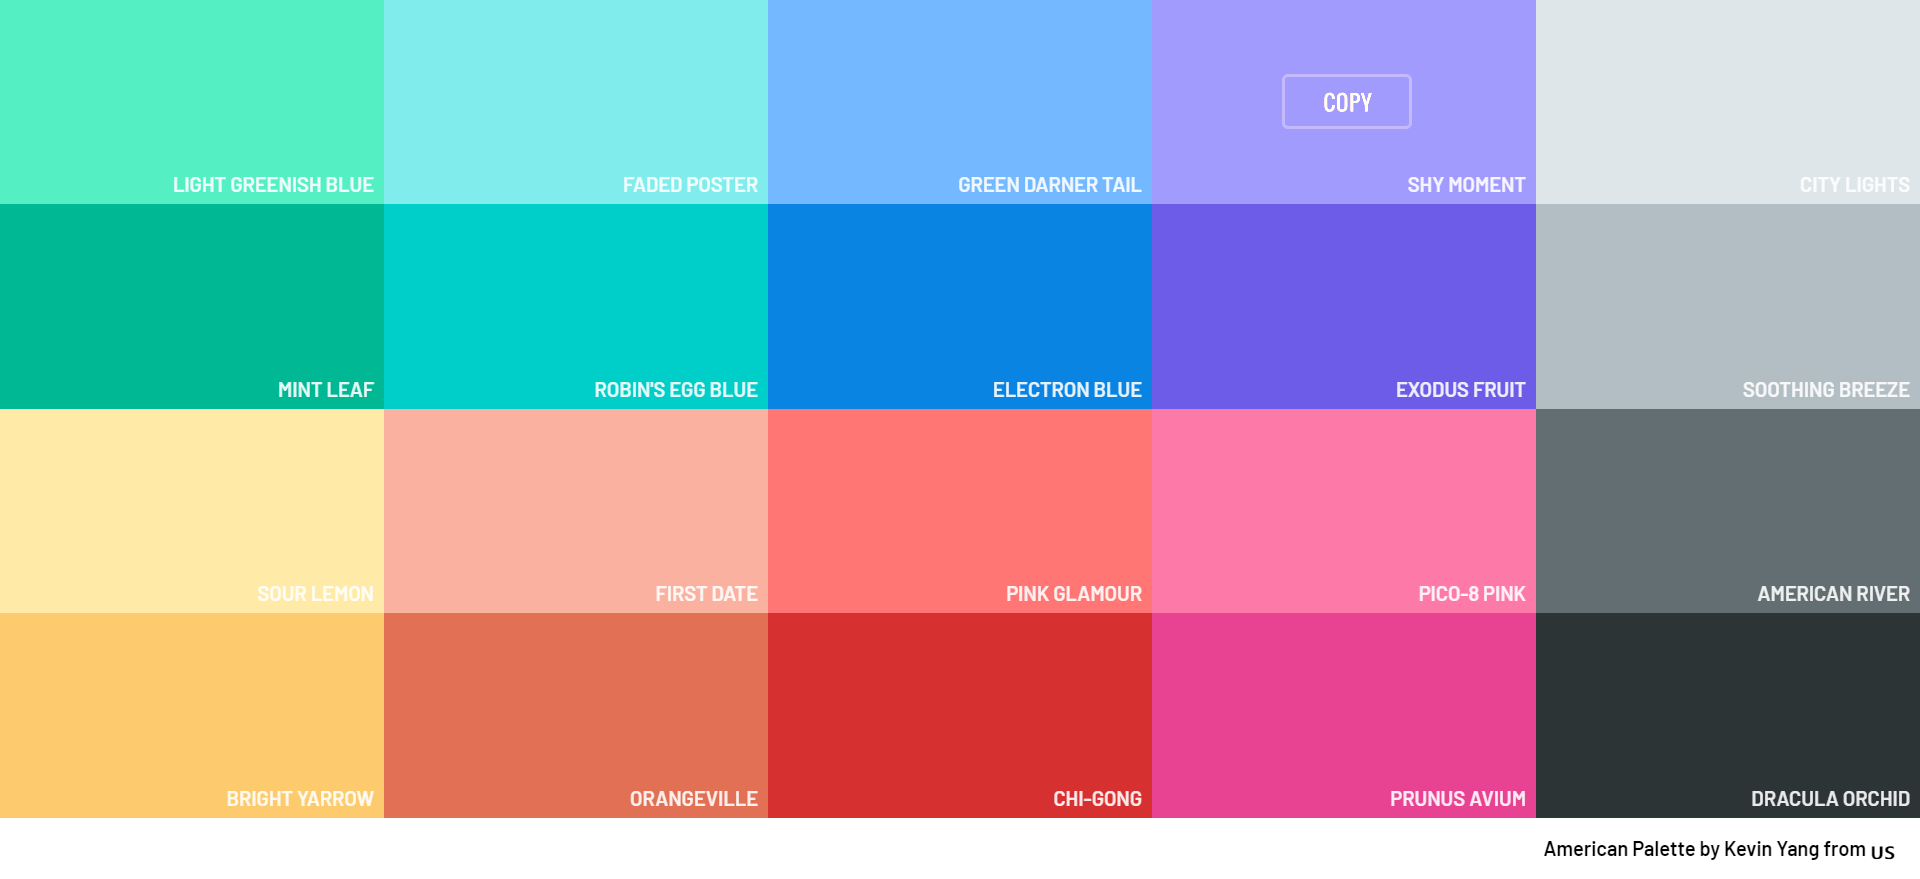 COPY
LIGHT GREENISH BLUE
FADED POSTER
GREEN DARNER TAIL
SHY MOMENT
CITY LIGHTS
MINT LEAF
ROBIN'S EGG BLUE
ELECTRON BLUE
EXODUS FRUIT
SOOTHING BREEZE
SOUR LEMON
FIRST DATE
PINK GLAMOUR
PICO-8 PINK
AMERICAN RIVER
BRIGHT YARROW
ORANGEVILLE
CHI-GONG
PRUNUS AVIUM
DRACULA ORCHID
American Palette by Kevin Yang from US